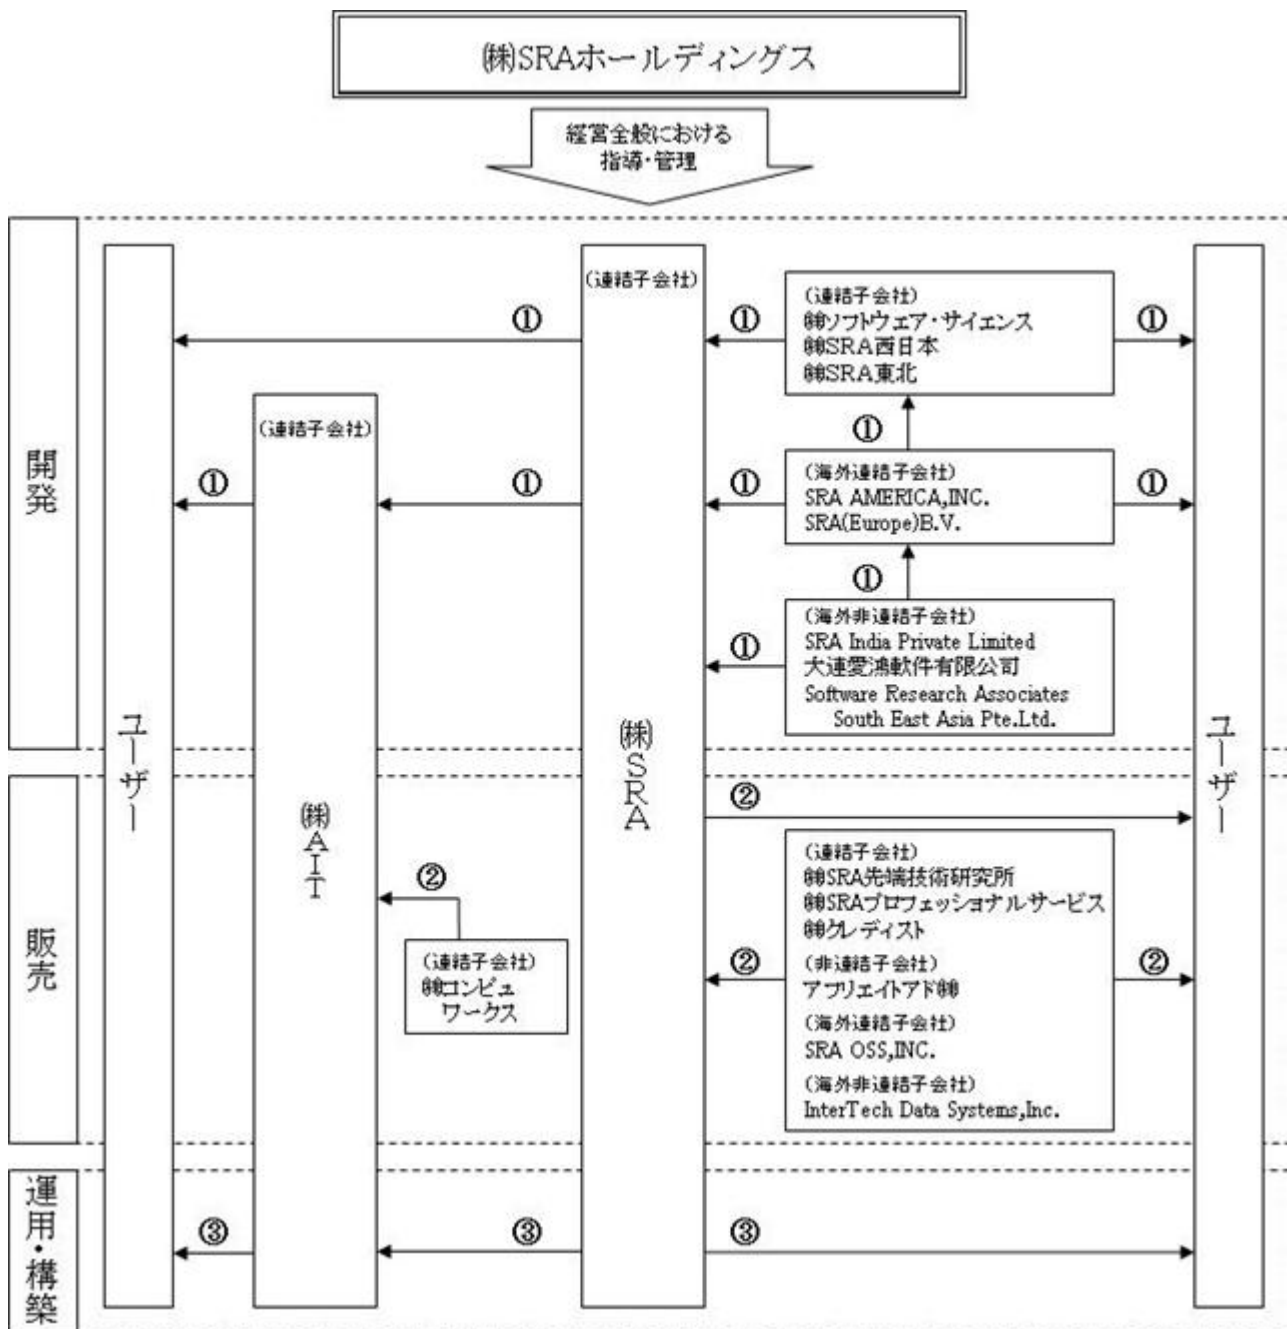 ㈱SRAホールディングス
経営全般における
指導・管理
開発
ユーザー
①
①
(連結子会社)
㈱AIT
①
①
(連結子会社)
㈱SRA
①
(連結子会社)
㈱ソフトウェア・サイエンス
㈱SRA西日本
㈱SRA東北
①
①
①
(海外連結子会社)
SRA AMERICA,INC.
SRA(Europe)B.V.
①
①
①
(海外非連結子会社)
SRA India Private Limited
大連愛鴻軟件有限公司
Software Research Associates
South East Asia Pte.Ltd.
ユーザー
販売
②
②
(連結子会社)
㈱コンピュ
ワークス
②
(連結子会社)
㈱SRA先端技術研究所
㈱SRAプロフェッショナルサービス
㈱クレディスト
(非連結子会社)
アプリエイトアド㈱
(海外連結子会社)
SRA OSS,INC.
(海外非連結子会社)
InterTech Data Systems,Inc.
②
運用・構築
③
③
③